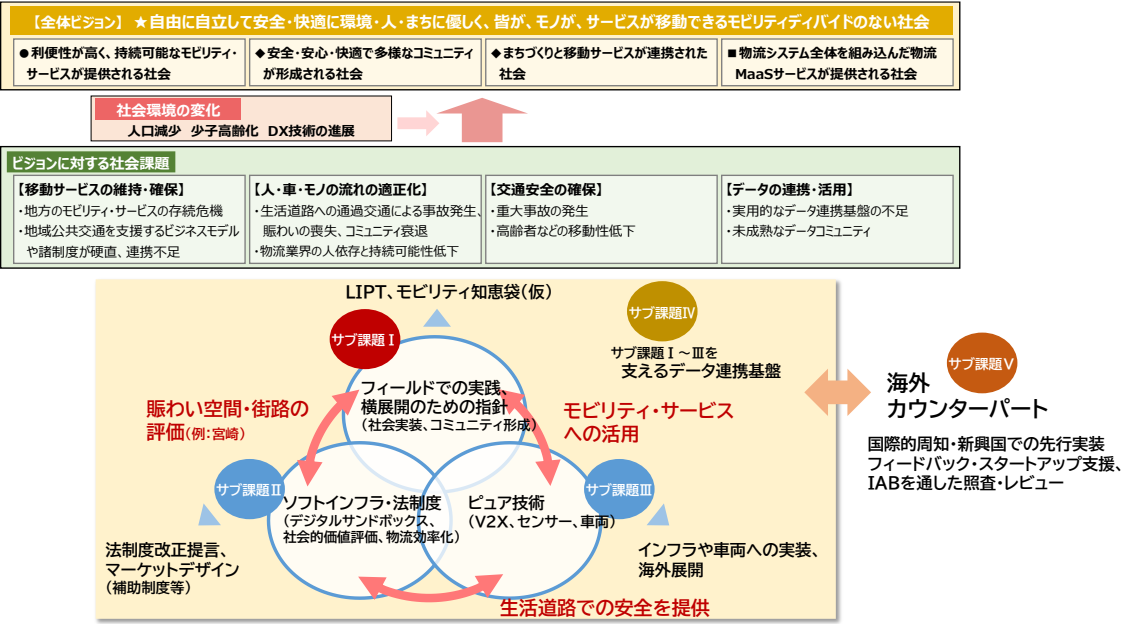 【全体ビジョン】 ★自由に自立して安全・快適に環境・人・まちに優しく、皆が、モノが、サービスが移動できるモビリティディバイドのない社会
●利便性が高く、持続可能なモビリティ・
サービスが提供される社会
◆安全・安心・快適で多様なコミュニティ
が形成される社会
◆まちづくりと移動サービスが連携された
社会
■物流システム全体を組み込んだ物流
MaaSサービスが提供される社会
社会環境の変化
人口減少 少子高齢化 DX技術の進展
ビジョンに対する社会課題
【移動サービスの維持・確保】
・地方のモビリティ・サービスの存続危機
・地域公共交通を支援するビジネスモデル
や諸制度が硬直、連携不足
【人・車・モノの流れの適正化】
・生活道路への通過交通による事故発生、
賑わいの喪失、コミュニティ衰退
・物流業界の人依存と持続可能性低下
【交通安全の確保】
・重大事故の発生
・高齢者などの移動性低下
【データの連携・活用】
・実用的なデータ連携基盤の不足
・未成熟なデータコミュニティ
LIPT、モビリティ知恵袋(仮)
サブ課題Ⅰ
フィールドでの実践、
横展開のための指針
(社会実装、コミュニティ形成)
サブ課題Ⅳ
サブ課題Ⅰ～Ⅲを
支えるデータ連携基盤
賑わい空間・街路の
評価(例:宮崎)
モビリティ・サービス
への活用
サブ課題Ⅱ
ソフトインフラ・法制度
(デジタルサンドボックス、
社会的価値評価、物流効率化)
ピュア技術
(V2X、センサー、車両)
サブ課題Ⅲ
法制度改正提言、
マーケットデザイン
(補助制度等)
インフラや車両への実装、
海外展開
生活道路での安全を提供
サブ課題Ⅴ
海外
カウンターパート
国際的周知・新興国での先行実装
フィードバック・スタートアップ支援、
IABを通した照査・レビュー